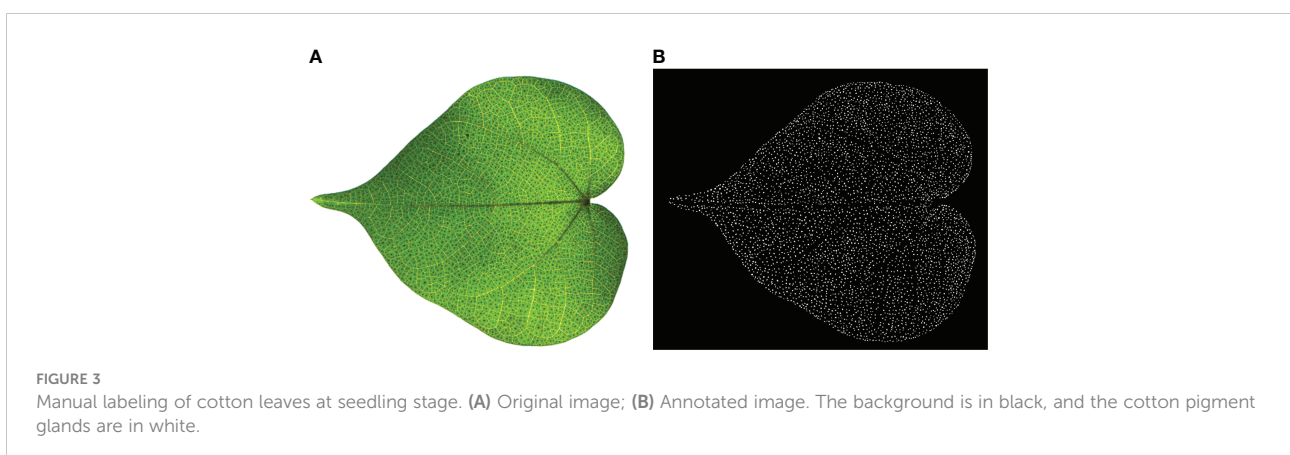 A B
FIGURE 3
Manual labeling of cotton leaves at seedling stage. (A) Original image; (B) Annotated image. The background is in black, and the cotton pigment
glands are in white.